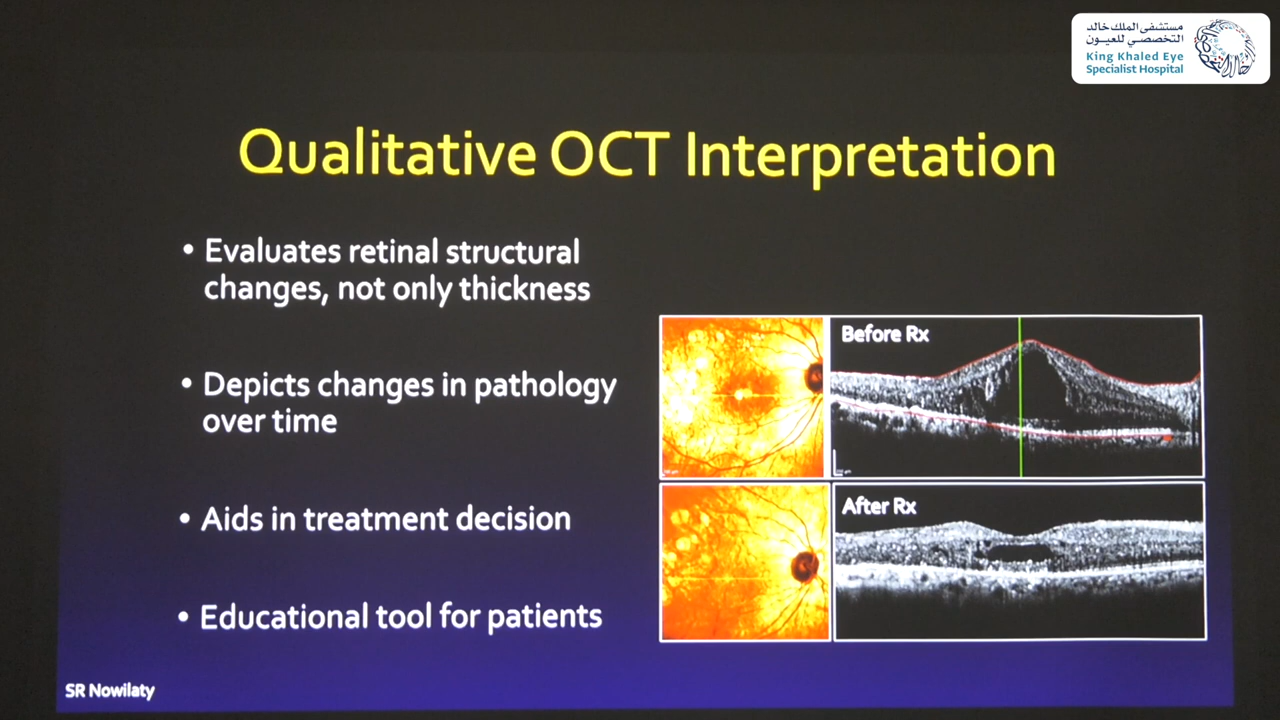 مستشفى الملك خالد
التخصصي للعيون
King Khaled Eye
Specialist Hospital
Qualitative OCT Interpretation
• Evaluates retinal structural
changes, not only thickness
• Depicts changes in pathology
over time
• Aids in treatment decision
• Educational tool for patients
Before Rx
After Rx
SR Nowilaty